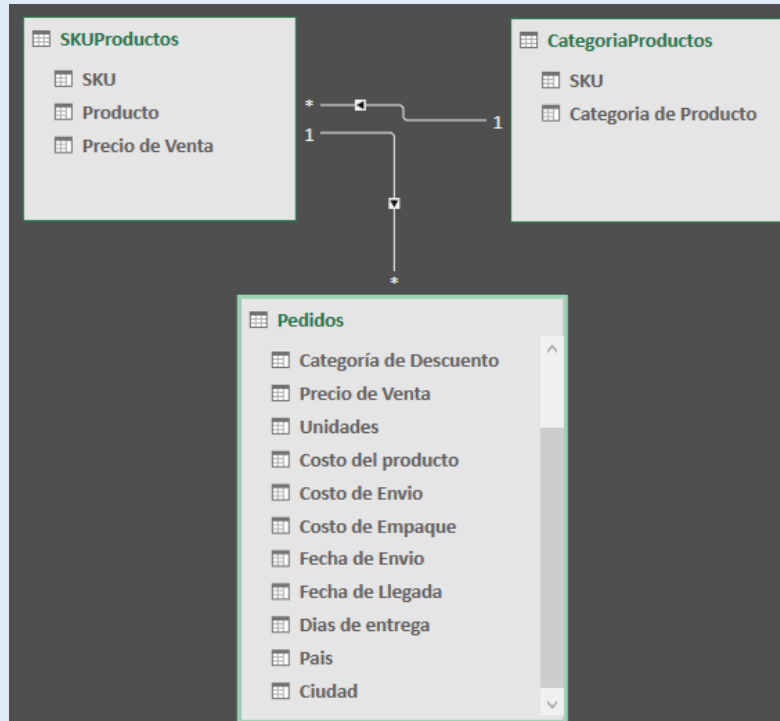 SKUProductos
SKU
Producto
Precio de Venta
CategoriaProductos
SKU
Categoria de Producto
*
1
1
*
Pedidos
Categoría de Descuento
Precio de Venta
Unidades
Costo del producto
Costo de Envio
Costo de Empaque
Fecha de Envio
Fecha de Llegada
Dias de entrega
Pais
Ciudad